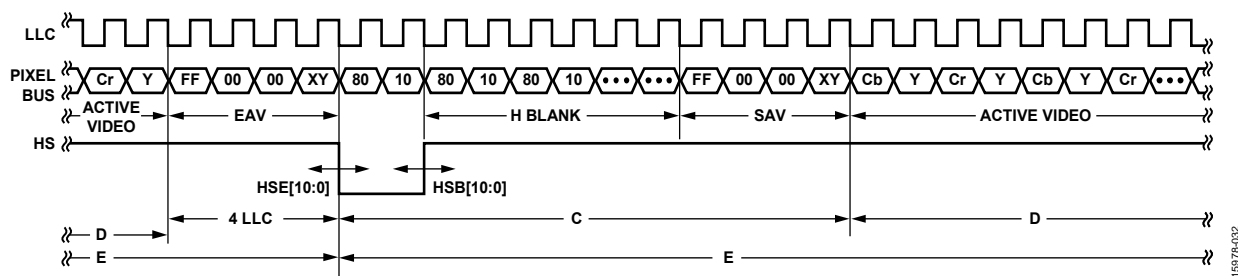 LLC
PIXEL BUS Cr Y FF 00 00 XY 80 10 80 10 80 10 ••• ••• FF 00 00 XY Cb Y Cr Y Cb Y Cr •••
ACTIVE VIDEO EAV H BLANK SAV ACTIVE VIDEO
HS
HSE[10:0] HSB[10:0]
4 LLC C D
D
E E
15978-032